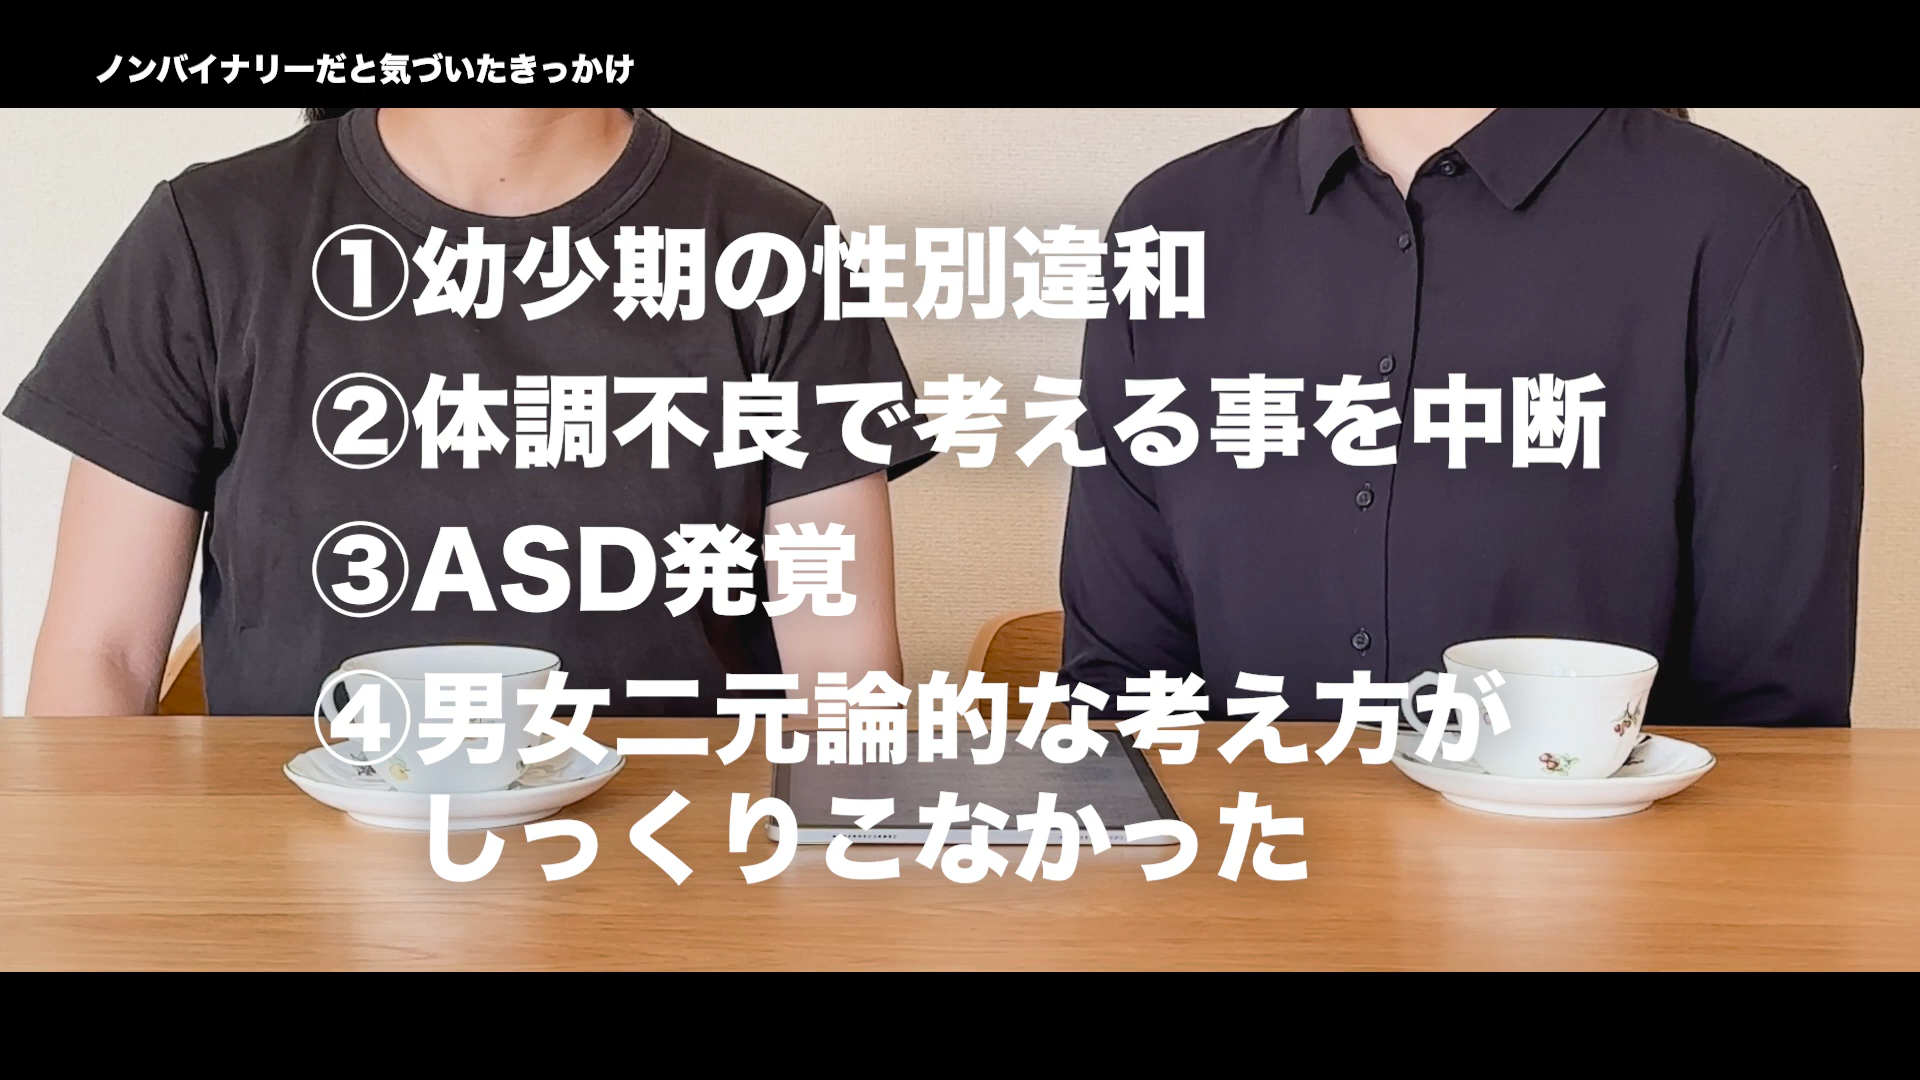 ノンバイナリーだと気づいたきっかけ
①幼少期の性別違和
②体調不良で考える事を中断
③ASD発覚
④男女二元論的な考え方が
しっくりこなかった